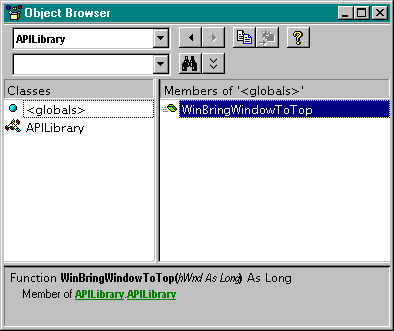 Object Browser
APILibrary
Classes
Members of '<globals>'
<globals>
WinBringWindowToTop
APILibrary
Function WinBringWindowToTop(hWnd As Long) As Long
Member of APILibrary.APILibrary